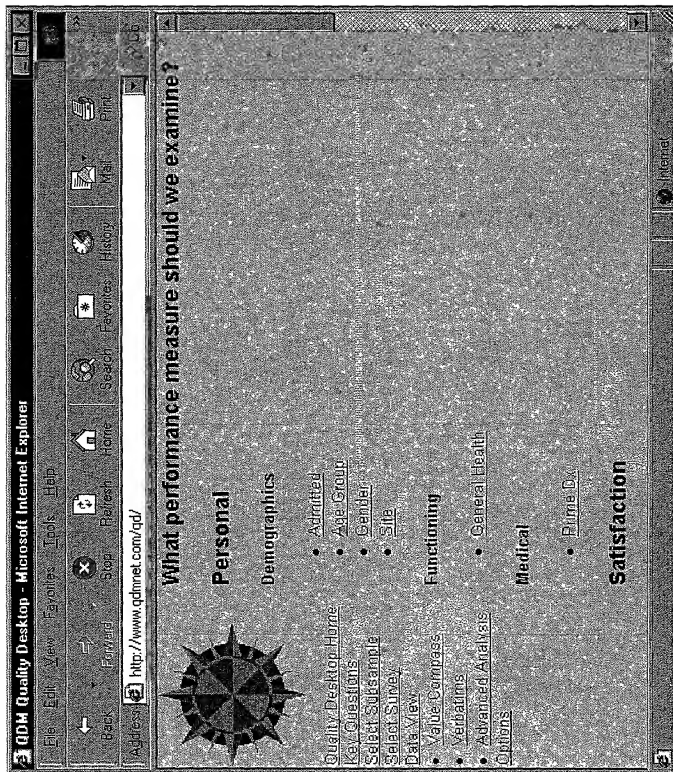 QDM Quality Desktop - Microsoft Internet Explorer
File Edit View Favorites Tools Help
Back Forward Stop Refresh Home Search Favorites History Mail Print
Address http://www.qdmnet.com/qd/
What performance measure should we examine?
Quality Desktop Home
Key Questions
Select Subsample
Select Survey
Data View
• Value Compass
• Verbatims
• Advanced Analysis
Options
Personal
Demographics
• Admitted
• Age Group
• Gender
• Site
Functioning
• General Health
Medical
• Prime Dx
Satisfaction
Internet